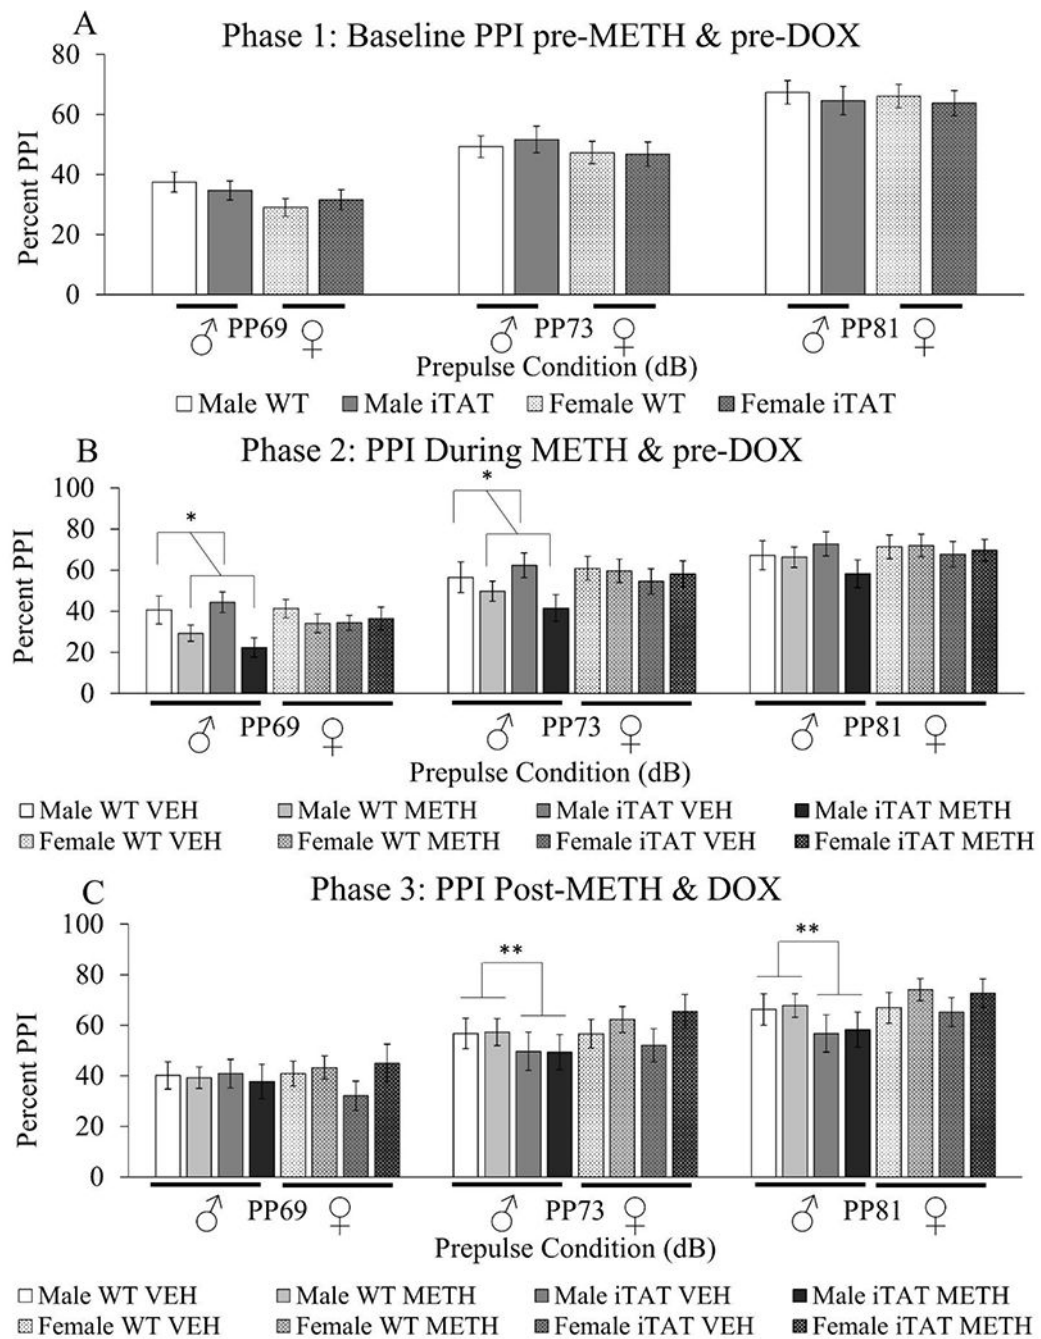 A
Phase 1: Baseline PPI pre-METH & pre-DOX
80
60
40
20
0
Percent PPI
♂ PP69 ♀ ♂ PP73 ♀ ♂ PP81 ♀
Prepulse Condition (dB)
Male WT Male iTAT Female WT Female iTAT
B
Phase 2: PPI During METH & pre-DOX
100
80
60
40
20
0
Percent PPI
* *
♂ PP69 ♀ ♂ PP73 ♀ ♂ PP81 ♀
Prepulse Condition (dB)
Male WT VEH Male WT METH Male iTAT VEH Male iTAT METH
Female WT VEH Female WT METH Female iTAT VEH Female iTAT METH
C
Phase 3: PPI Post-METH & DOX
100
80
60
40
20
0
Percent PPI
** **
♂ PP69 ♀ ♂ PP73 ♀ ♂ PP81 ♀
Prepulse Condition (dB)
Male WT VEH Male WT METH Male iTAT VEH Male iTAT METH
Female WT VEH Female WT METH Female iTAT VEH Female iTAT METH